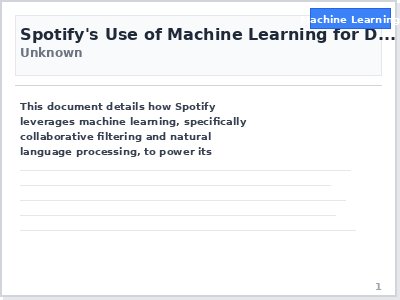 Machine Learning
Spotify's Use of Machine Learning for D...
Unknown
This document details how Spotify
leverages machine learning, specifically
collaborative filtering and natural
language processing, to power its
1